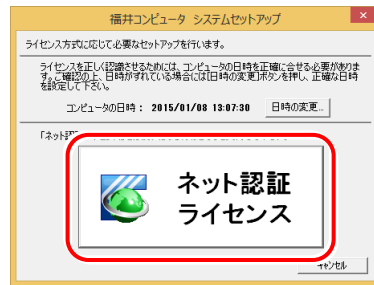 福井コンピュータ システムセットアップ
ライセンス方式に応じて必要なセットアップを行います。
ライセンスを正しく認識させるためには、コンピュータの日時を正確に合せる必要がありま
す。ご確認の上、日時がずれている場合には[日時の変更]ボタンを押し、正確な日時
を設定して下さい。
コンピュータの日時： 2015/01/08 13:07:30 日時の変更..
「ネット認
ネット認証
ライセンス
キャンセル